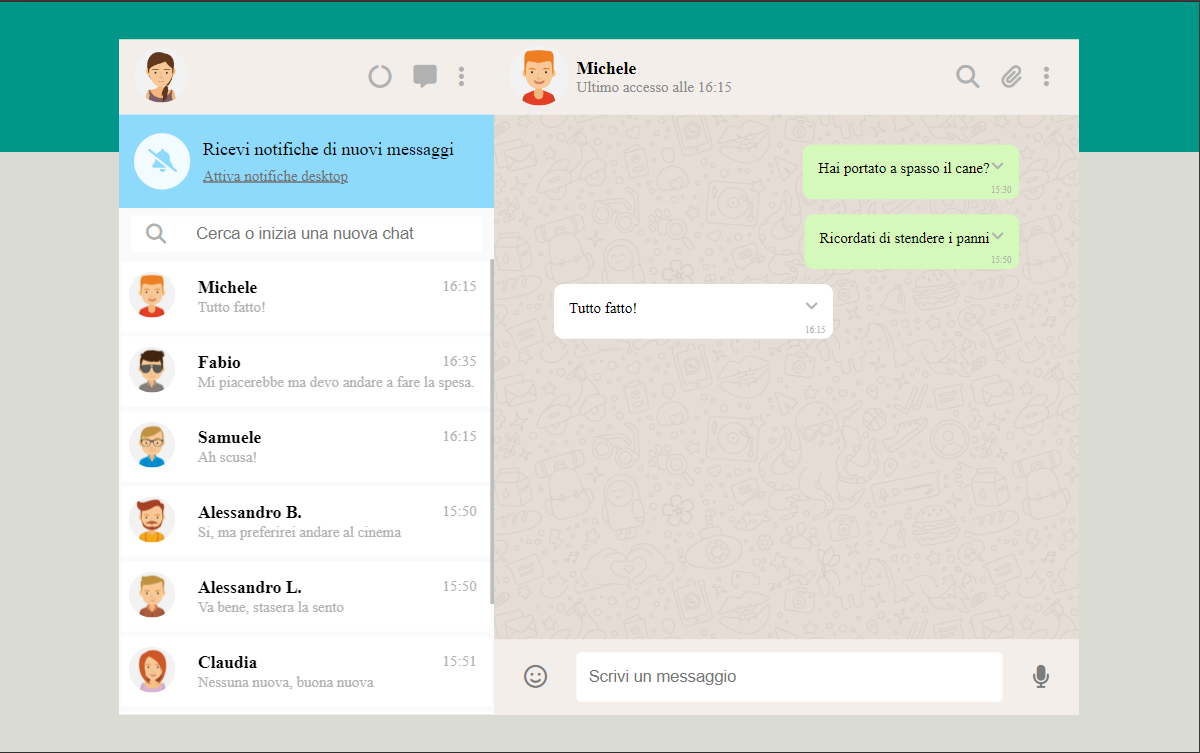 Michele
Ultimo accesso alle 16:15
Ricevi notifiche di nuovi messaggi
Attiva notifiche desktop
Cerca o inizia una nuova chat
Michele 16:15
Tutto fatto!
Fabio 16:35
Mi piacerebbe ma devo andare a fare la spesa.
Samuele 16:15
Ah scusa!
Alessandro B. 15:50
Si, ma preferirei andare al cinema
Alessandro L. 15:50
Va bene, stasera la sento
Claudia 15:51
Nessuna nuova, buona nuova
Hai portato a spasso il cane?
15:30
Ricordati di stendere i panni
15:50
Tutto fatto!
16:15
Scrivi un messaggio